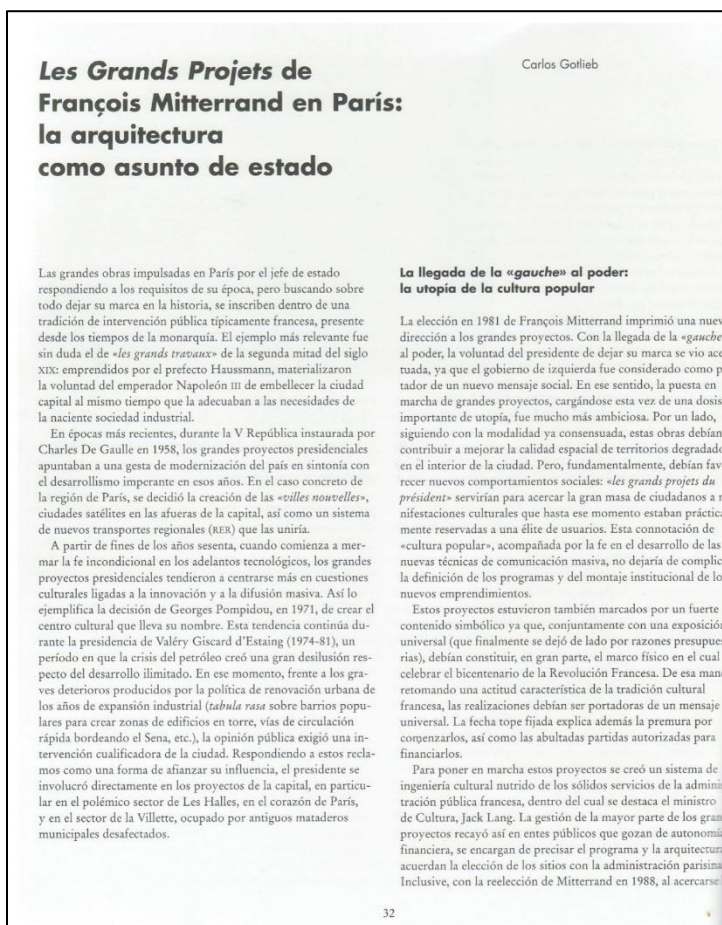 Les Grands Projets de
François Mitterrand en París:
la arquitectura
como asunto de estado
Carlos Gotlieb
Las grandes obras impulsadas en París por el jefe de estado
respondiendo a los requisitos de su época, pero buscando sobre
todo dejar su marca en la historia, se inscriben dentro de una
tradición de intervención pública típicamente francesa, presente
desde los tiempos de la monarquía. El ejemplo más relevante fue
sin duda el de «les grands travaux» de la segunda mitad del siglo
XIX: emprendidos por el prefecto Haussmann, materializaron
la voluntad del emperador Napoleón III de embellecer la ciudad
capital al mismo tiempo que la adecuaban a las necesidades de
la naciente sociedad industrial.
En épocas más recientes, durante la V República instaurada por
Charles De Gaulle en 1958, los grandes proyectos presidenciales
apuntaban a una gesta de modernización del país en sintonía con
el desarrollismo imperante en esos años. En el caso concreto de
la región de París, se decidió la creación de las «villes nouvelles»,
ciudades satélites en las afueras de la capital, así como un sistema
de nuevos transportes regionales (RER) que las uniría.
A partir de fines de los años sesenta, cuando comienza a mer-
mar la fe incondicional en los adelantos tecnológicos, los grandes
proyectos presidenciales tendieron a centrarse más en cuestiones
culturales ligadas a la innovación y a la difusión masiva. Así lo
ejemplifica la decisión de Georges Pompidou, en 1971, de crear el
centro cultural que lleva su nombre. Esta tendencia continúa du-
rante la presidencia de Valéry Giscard d'Estaing (1974-81), un
período en que la crisis del petróleo creó una gran desilusión res-
pecto del desarrollo ilimitado. En ese momento, frente a los gra-
ves deterioros producidos por la política de renovación urbana de
los años de expansión industrial (tabula rasa sobre barrios popu-
lares para crear zonas de edificios en torre, vías de circulación
rápida bordeando el Sena, etc.), la opinión pública exigió una in-
tervención cualificadora de la ciudad. Respondiendo a estos recla-
mos como una forma de afianzar su influencia, el presidente se
involucró directamente en los proyectos de la capital, en particu-
lar en el polémico sector de Les Halles, en el corazón de París,
y en el sector de la Villette, ocupado por antiguos mataderos
municipales desafectados.
La llegada de la «gauche» al poder:
la utopía de la cultura popular
La elección en 1981 de François Mitterrand imprimió una nuev
dirección a los grandes proyectos. Con la llegada de la «gauche
al poder, la voluntad del presidente de dejar su marca se vio ace
tuada, ya que el gobierno de izquierda fue considerado como p
tador de un nuevo mensaje social. En ese sentido, la puesta en
marcha de grandes proyectos, cargándose esta vez de una dosis
importante de utopía, fue mucho más ambiciosa. Por un lado,
siguiendo con la modalidad ya consensuada, estas obras debían
contribuir a mejorar la calidad espacial de territorios degradado
en el interior de la ciudad. Pero, fundamentalmente, debían fav
recer nuevos comportamientos sociales: «les grands projets du
président» servirían para acercar la gran masa de ciudadanos a
nifestaciones culturales que hasta ese momento estaban práctica
mente reservadas a una élite de usuarios. Esta connotación de
«cultura popular», acompañada por la fe en el desarrollo de las
nuevas técnicas de comunicación masiva, no dejaría de complic
la definición de los programas y del montaje institucional de lo
nuevos emprendimientos.
Estos proyectos estuvieron también marcados por un fuerte
contenido simbólico ya que, conjuntamente con una exposición
universal (que finalmente se dejó de lado por razones presupues
rias), debían constituir, en gran parte, el marco físico en el cual
celebrar el bicentenario de la Revolución Francesa. De esa mane
retomando una actitud característica de la tradición cultural
francesa, las realizaciones debían ser portadoras de un mensaje
universal. La fecha tope fijada explica además la premura por
comenzarlos, así como las abultadas partidas autorizadas para
financiarlos.
Para poner en marcha estos proyectos se creó un sistema de
ingeniería cultural nutrido de los sólidos servicios de la adminis
tración pública francesa, dentro del cual se destaca el ministro
de Cultura, Jack Lang. La gestión de la mayor parte de los gran
proyectos recayó así en entes públicos que gozan de autonomía
financiera, se encargan de precisar el programa y la arquitectura
acuerdan la elección de los sitios con la administración parisina
Inclusive, con la reelección de Mitterrand en 1988, al acercarse
32